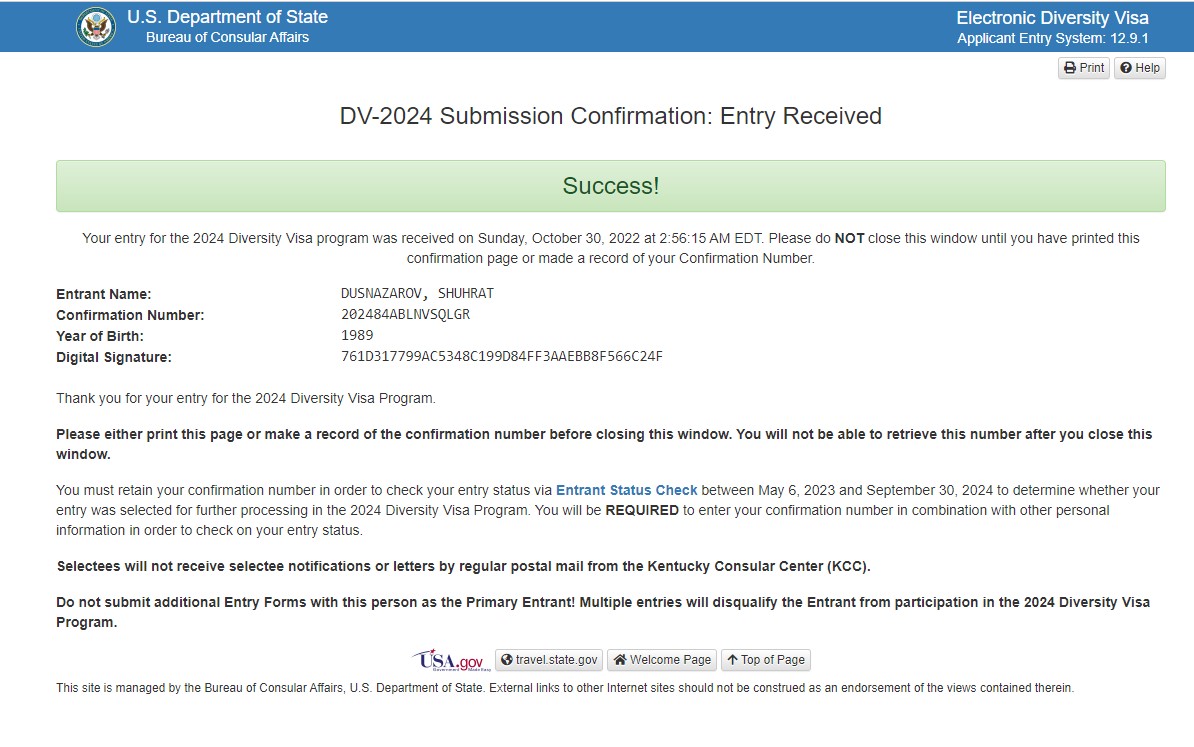 U.S. Department of State
Bureau of Consular Affairs
Electronic Diversity Visa
Applicant Entry System: 12.9.1
Print
Help
DV-2024 Submission Confirmation: Entry Received
Success!
Your entry for the 2024 Diversity Visa program was received on Sunday, October 30, 2022 at 2:56:15 AM EDT. Please do NOT close this window until you have printed this
confirmation page or made a record of your Confirmation Number.
Entrant Name: DUSNAZAROV, SHUHRAT
Confirmation Number: 202484ABLNVSQLGR
Year of Birth: 1989
Digital Signature: 761D317799AC5348C199D84FF3AAEBB8F566C24F
Thank you for your entry for the 2024 Diversity Visa Program.
Please either print this page or make a record of the confirmation number before closing this window. You will not be able to retrieve this number after you close this
window.
You must retain your confirmation number in order to check your entry status via Entrant Status Check between May 6, 2023 and September 30, 2024 to determine whether your
entry was selected for further processing in the 2024 Diversity Visa Program. You will be REQUIRED to enter your confirmation number in combination with other personal
information in order to check on your entry status.
Selectees will not receive selectee notifications or letters by regular postal mail from the Kentucky Consular Center (KCC).
Do not submit additional Entry Forms with this person as the Primary Entrant! Multiple entries will disqualify the Entrant from participation in the 2024 Diversity Visa
Program.
USA.gov travel.state.gov Welcome Page Top of Page
This site is managed by the Bureau of Consular Affairs, U.S. Department of State. External links to other Internet sites should not be construed as an endorsement of the views contained therein.